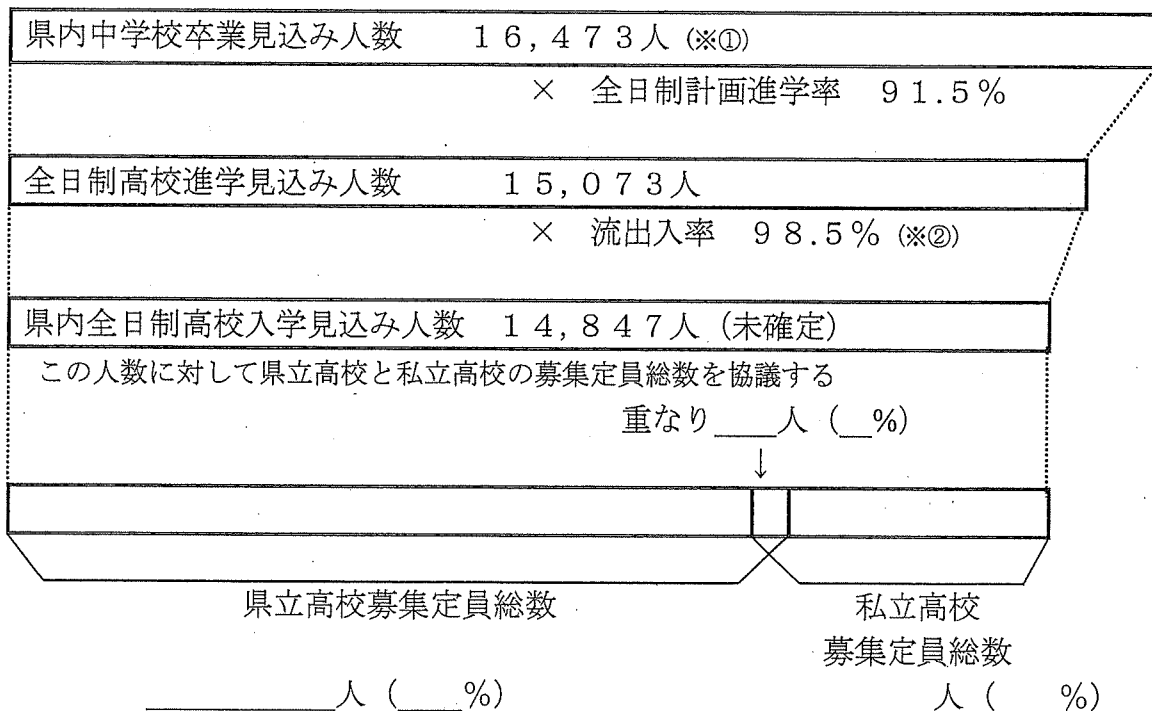 県内中学校卒業見込み人数 16,473人(※①)
× 全日制計画進学率 91.5%
全日制高校進学見込み人数 15,073人
× 流出入率 98.5%(※②)
県内全日制高校入学見込み人数 14,847人(未確定)
この人数に対して県立高校と私立高校の募集定員総数を協議する
重なり____人(__%)
↓
県立高校募集定員総数
私立高校
募集定員総数
________人(___%) 人( %)